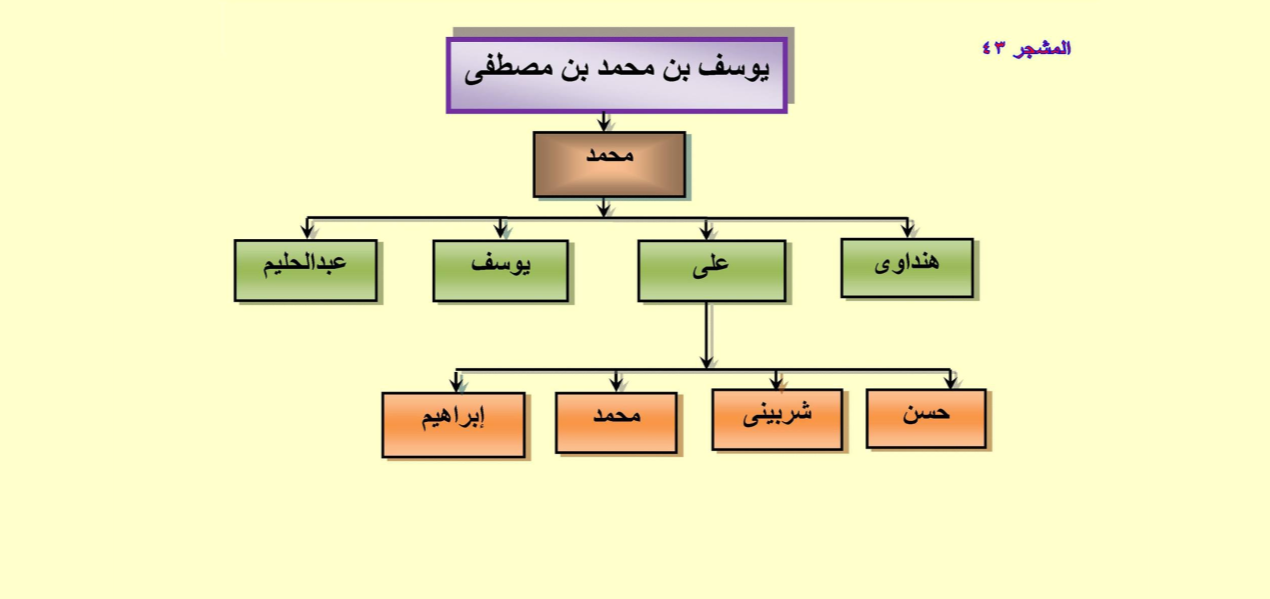 المشجر ٤٣
يوسف بن محمد بن مصطفى
محمد
هنداوى
على
يوسف
عبدالحليم
حسن
شربينى
محمد
إبراهيم